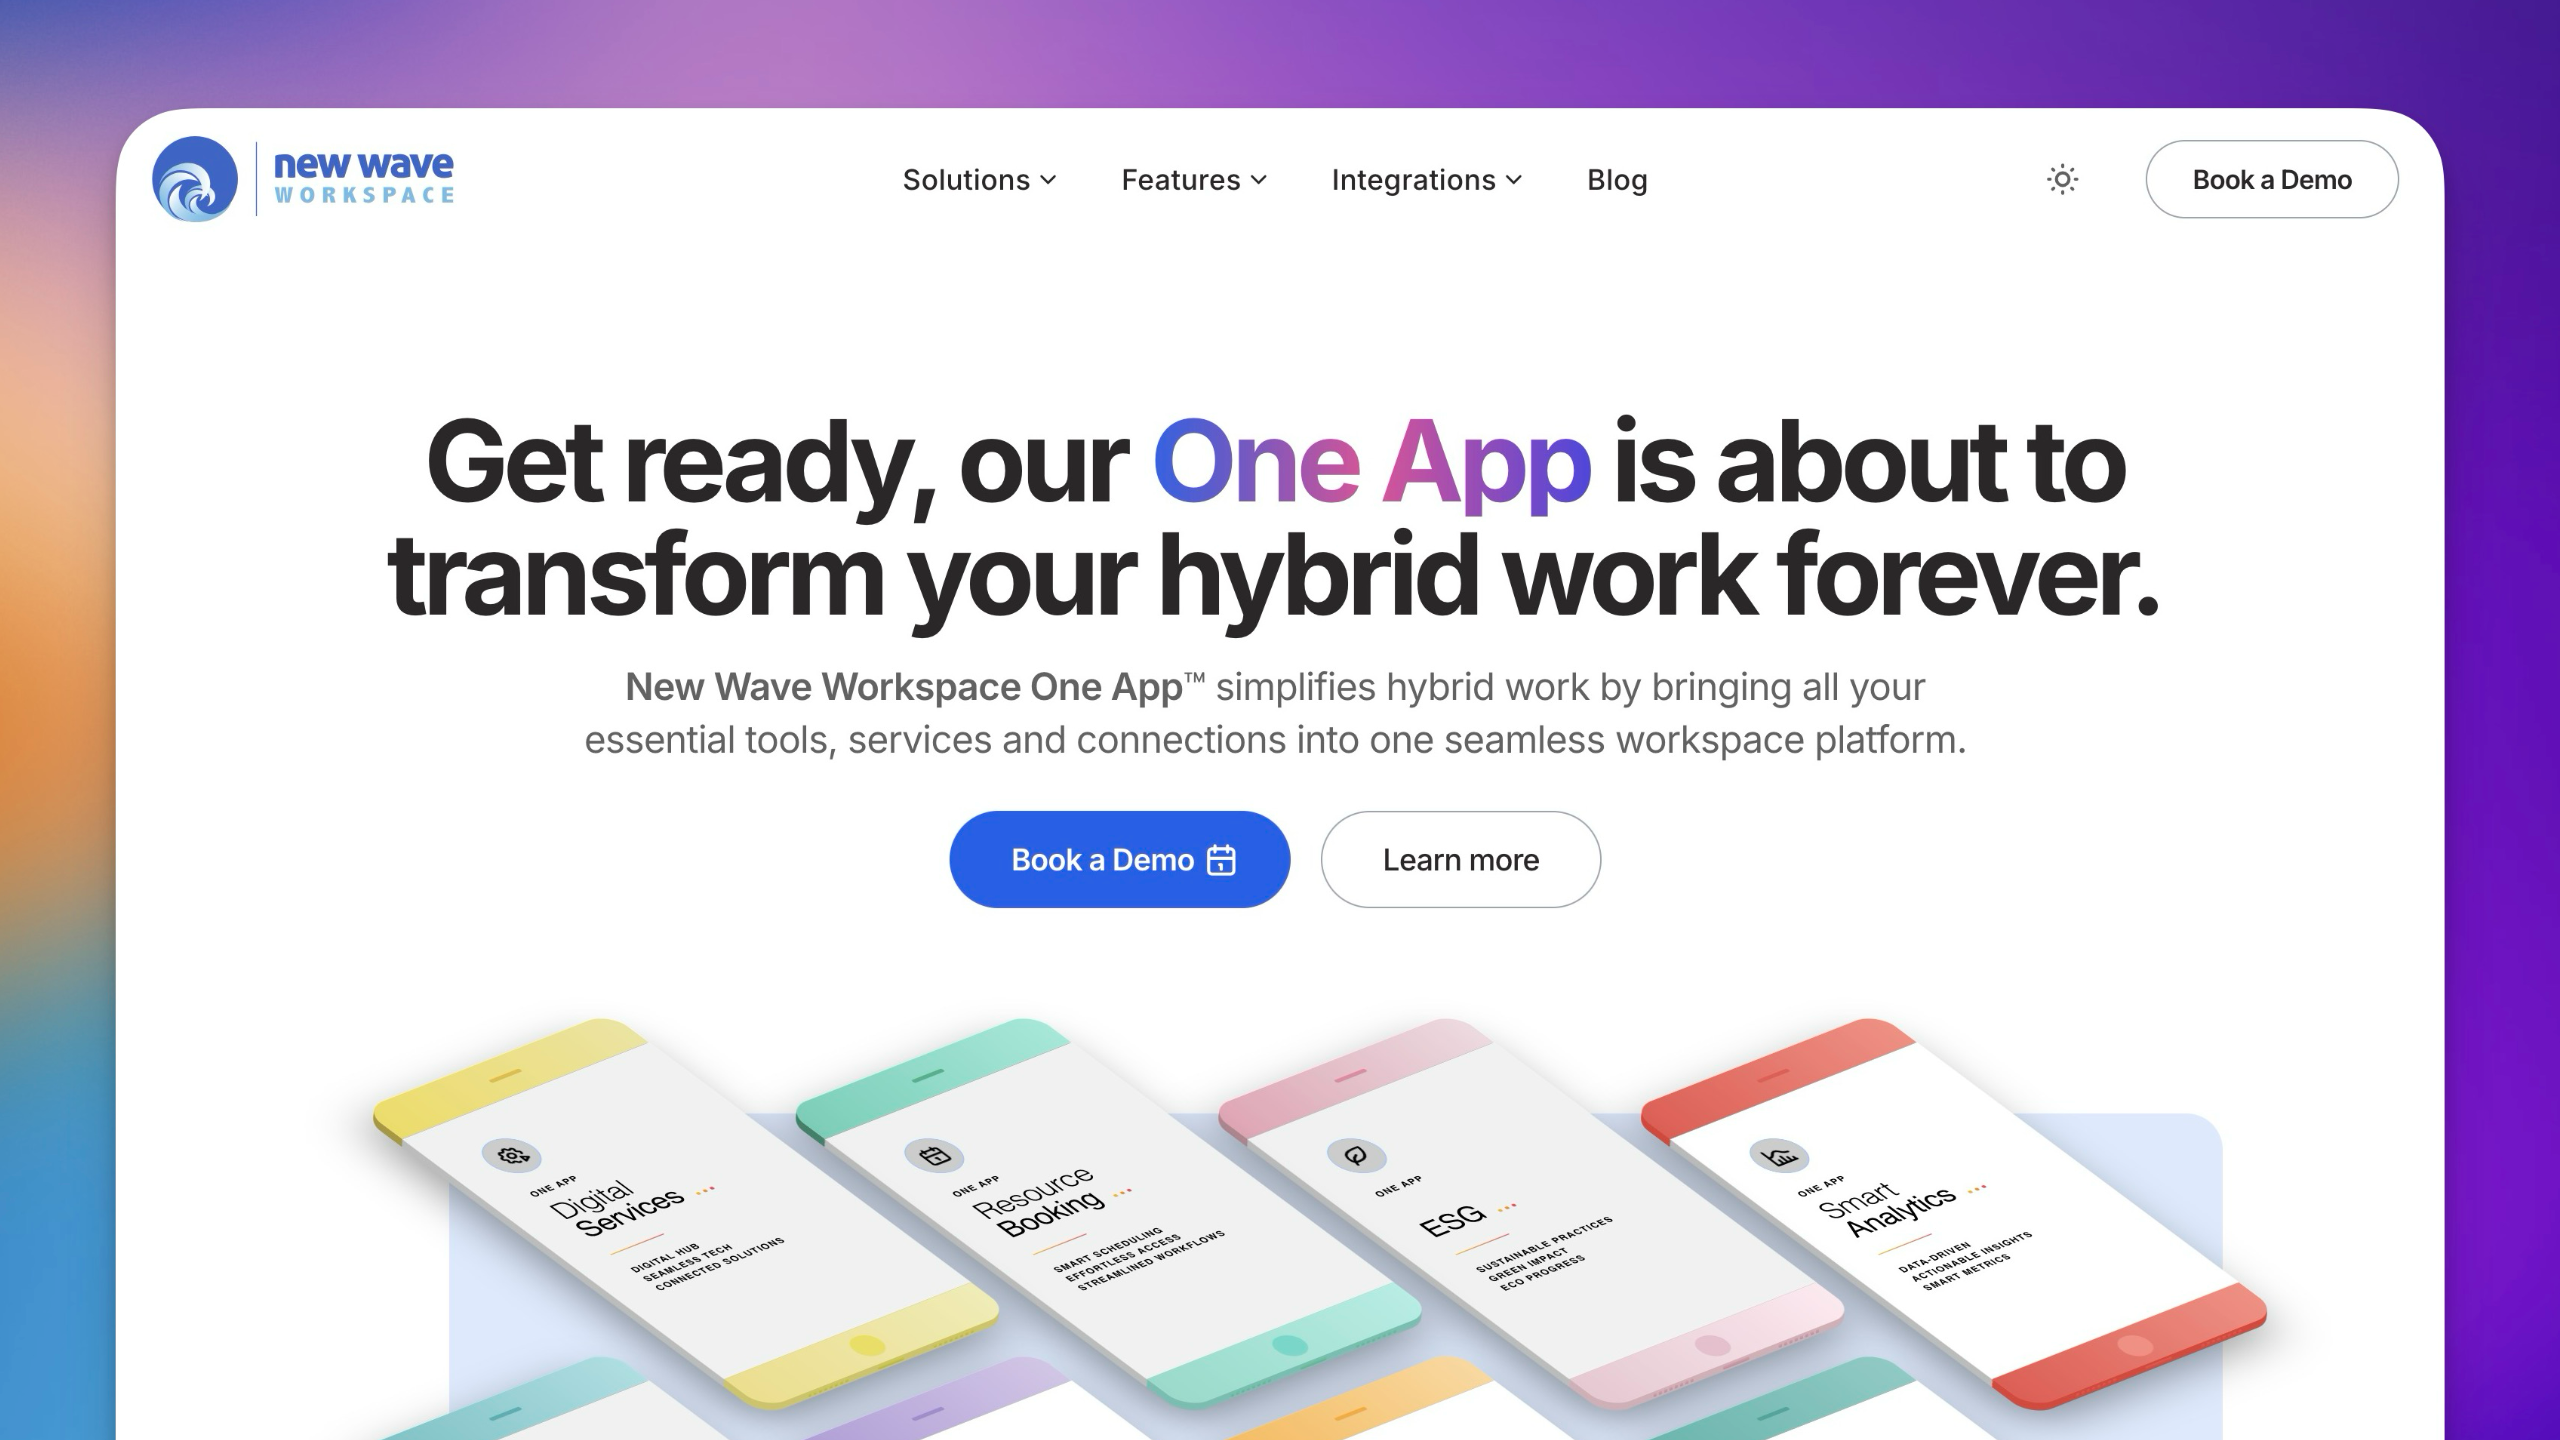 new wave
WORKSPACE
Solutions
Features
Integrations
Blog
Book a Demo
Get ready, our One App is about to
transform your hybrid work forever.
New Wave Workspace One App™ simplifies hybrid work by bringing all your
essential tools, services and connections into one seamless workspace platform.
Book a Demo
Learn more
ONE APP
Digital
Services
DIGITAL HUB
SEAMLESS TECH
CONNECTED SOLUTIONS
ONE APP
Resource
Booking
SMART SCHEDULING
EFFORTLESS ACCESS
STREAMLINED WORKFLOWS
ONE APP
ESG
SUSTAINABLE PRACTICES
GREEN IMPACT
ECO PROGRESS
ONE APP
Smart
Analytics
DATA-DRIVEN
ACTIONABLE INSIGHTS
SMART METRICS